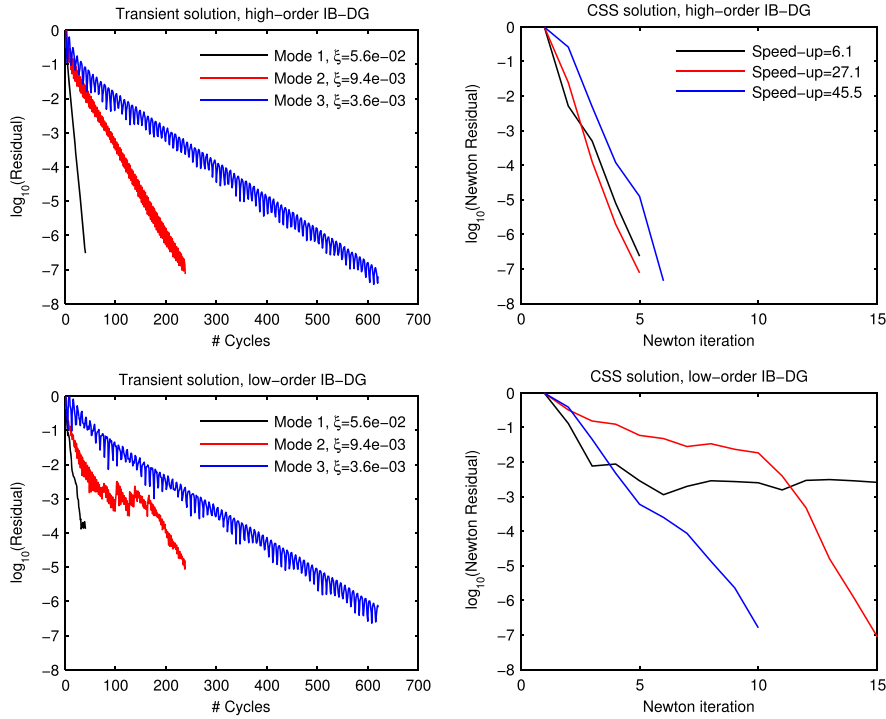 Transient solution, high−order IB−DG
log10(Residual)
0
−1
−2
−3
−4
−5
−6
−7
−8
0
100
200
300
400
500
600
700
# Cycles
Mode 1, ξ=5.6e−02
Mode 2, ξ=9.4e−03
Mode 3, ξ=3.6e−03
CSS solution, high−order IB−DG
log10(Newton Residual)
0
−1
−2
−3
−4
−5
−6
−7
−8
0
5
10
15
Newton iteration
Speed−up=6.1
Speed−up=27.1
Speed−up=45.5
Transient solution, low−order IB−DG
log10(Residual)
0
−1
−2
−3
−4
−5
−6
−7
−8
0
100
200
300
400
500
600
700
# Cycles
Mode 1, ξ=5.6e−02
Mode 2, ξ=9.4e−03
Mode 3, ξ=3.6e−03
CSS solution, low−order IB−DG
log10(Newton Residual)
0
−1
−2
−3
−4
−5
−6
−7
−8
0
5
10
15
Newton iteration